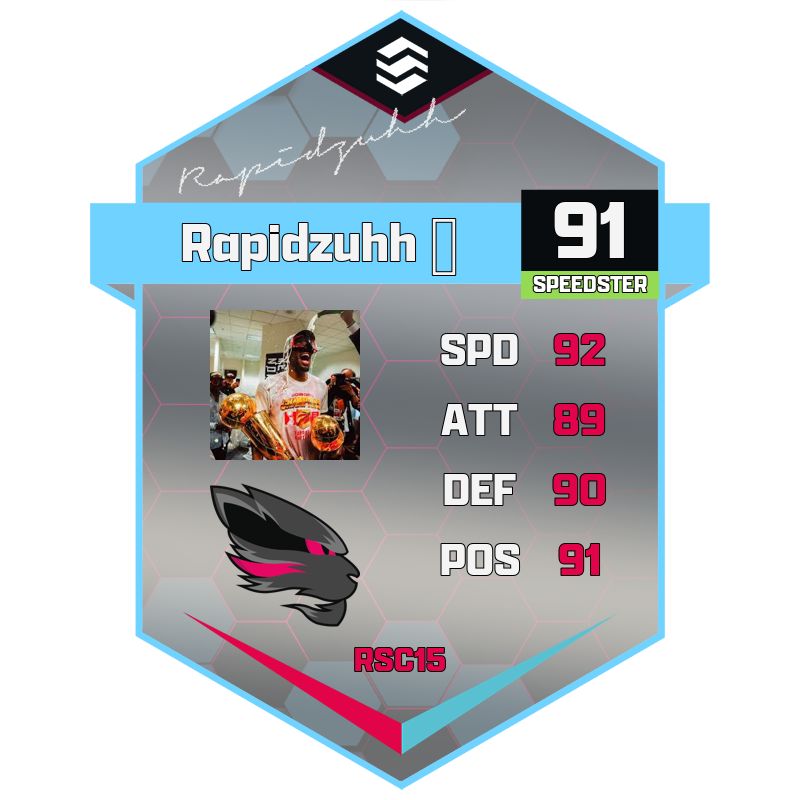 Rapidzuhh
Rapidzuhh
91
SPEEDSTER
SPD 92
ATT 89
DEF 90
POS 91
RSC15